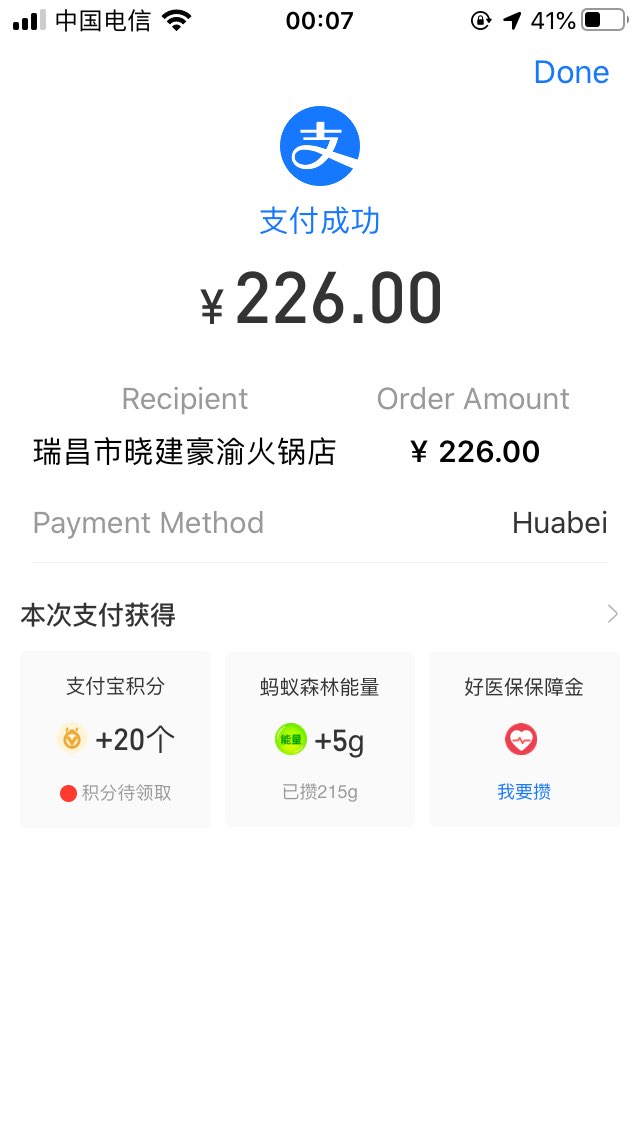 中国电信 00:07 41%
Done
支
支付成功
¥226.00
Recipient Order Amount
瑞昌市晓建豪渝火锅店 ¥ 226.00
Payment Method Huabei
本次支付获得
支付宝积分 蚂蚁森林能量 好医保保障金
+20个 能量 +5g
积分待领取 已攒215g 我要攒